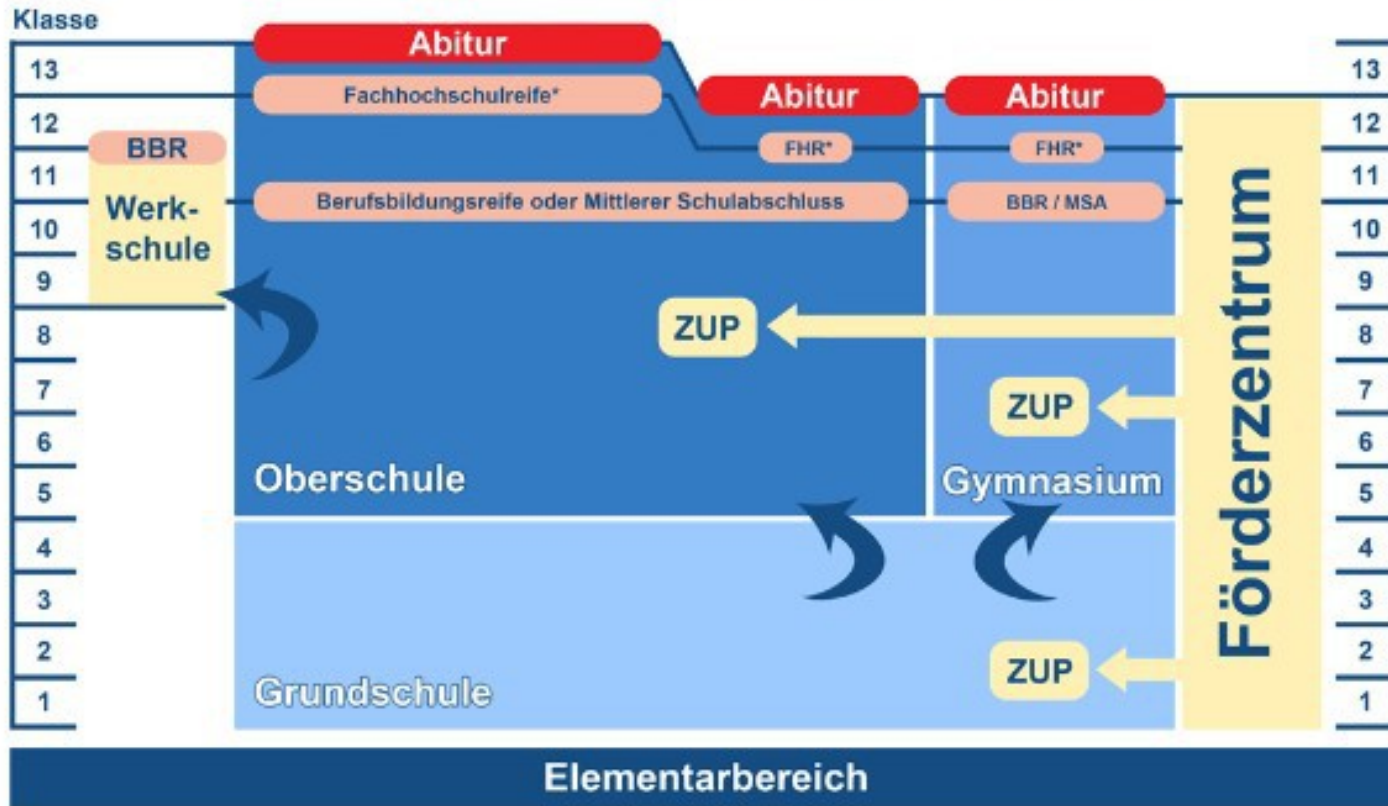 Klasse
13
12
11
10
9
8
7
6
5
4
3
2
1
BBR
Werk-
schule
Abitur
Fachhochschulreife*
Berufsbildungsreife oder Mittlerer Schulabschluss
Abitur
FHR*
Abitur
FHR*
BBR / MSA
ZUP
ZUP
Oberschule
Gymnasium
Grundschule
ZUP
Förderzentrum
13
12
11
10
9
8
7
6
5
4
3
2
1
Elementarbereich